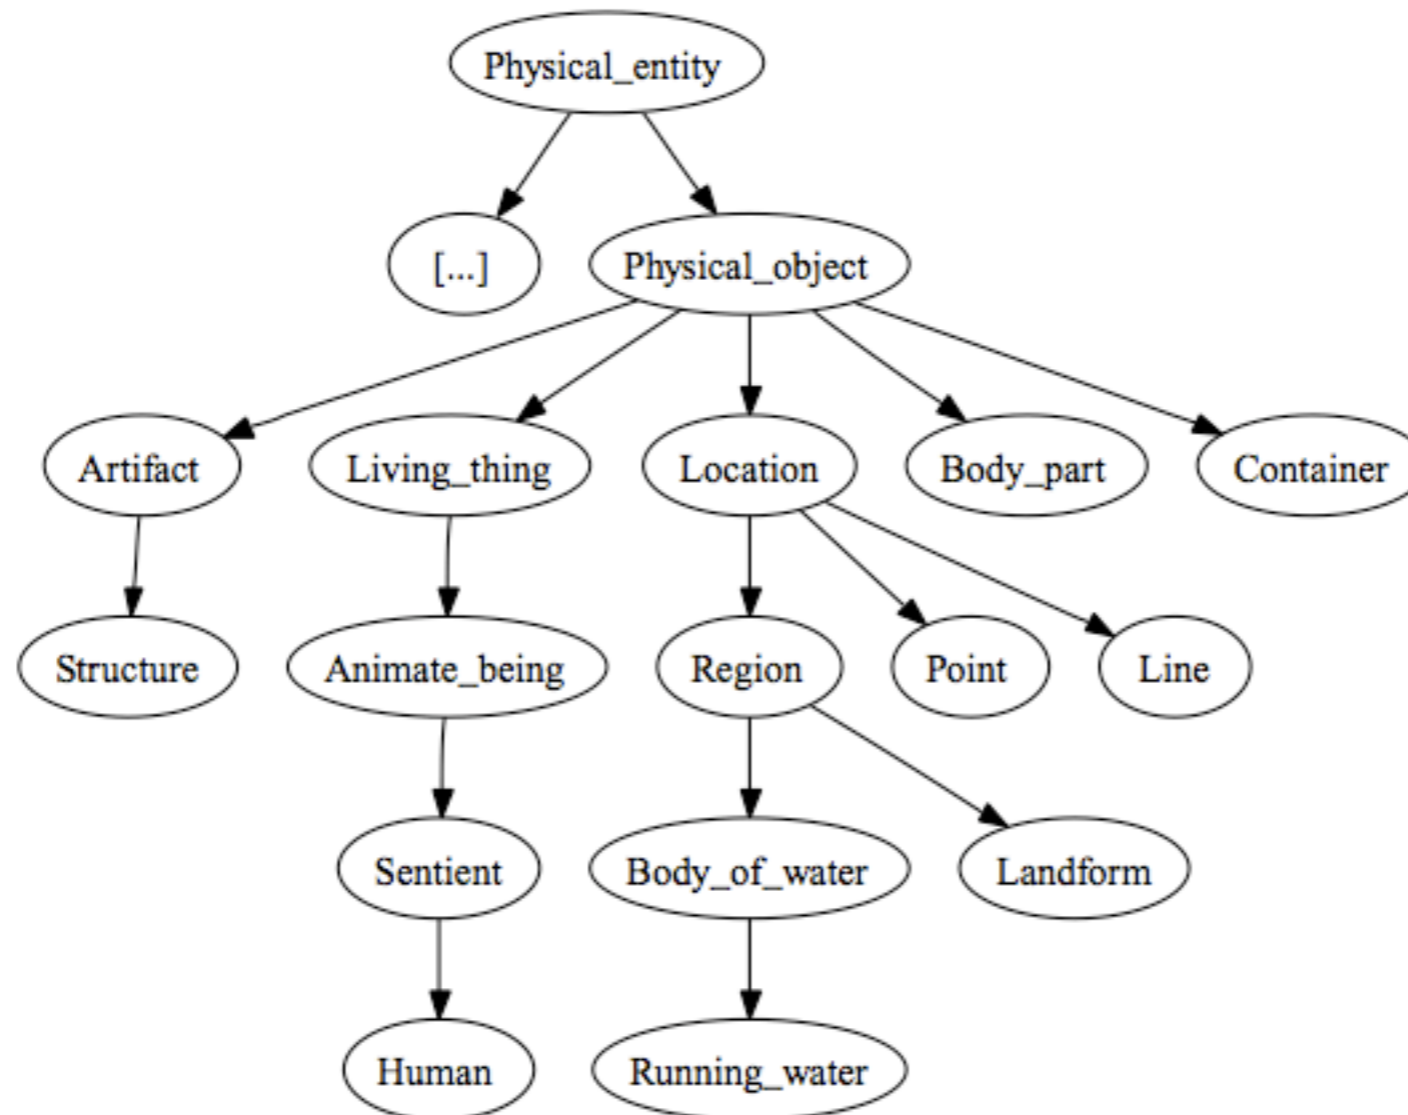 Physical_entity
[...]
Physical_object
Artifact
Living_thing
Location
Body_part
Container
Structure
Animate_being
Region
Point
Line
Sentient
Body_of_water
Landform
Human
Running_water